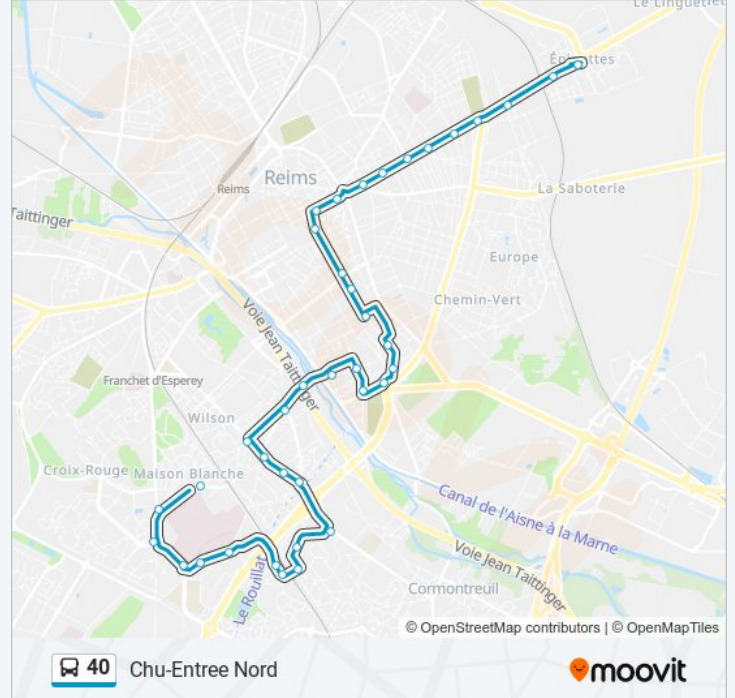 Le Linguet
Épinettes
Reims
Reims
La Saboterie
Taittinger
Europe
Chemin-Vert
Voie Jean Taittinger
Franchet d'Esperey
Wilson
Croix-Rouge
Maison Blanche
Canal de l'Aisne à la Marne
Voie Jean Taittinger
Le Rouillat
Cormontreuil
© OpenStreetMap contributors | © OpenMapTiles
40 Chu-Entree Nord
moovit